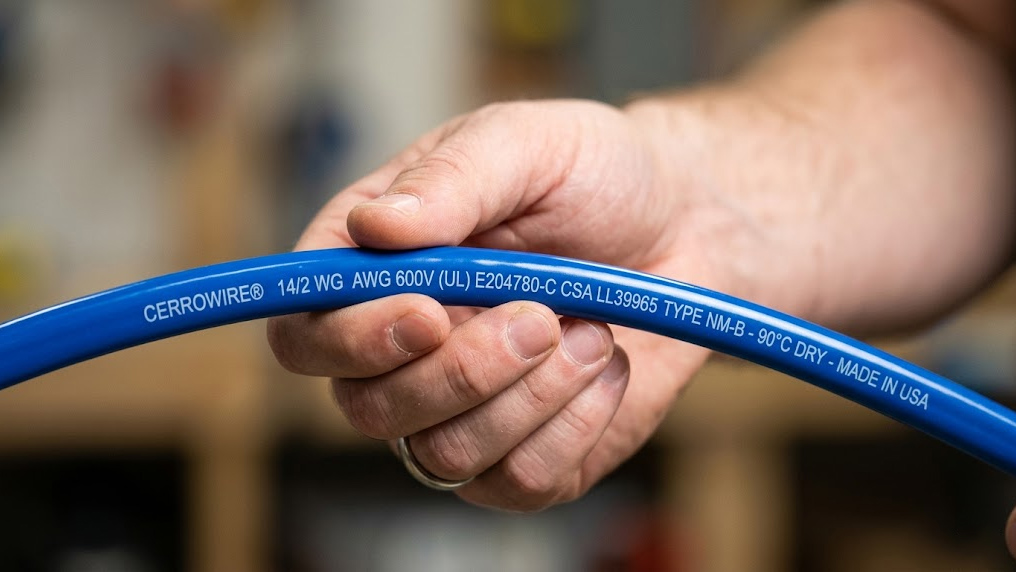 CERROWIRE® 14/2 WG AWG 600V (UL) E204780-C CSA LL39965 TYPE NM-B - 90°C DRY - MADE IN USA